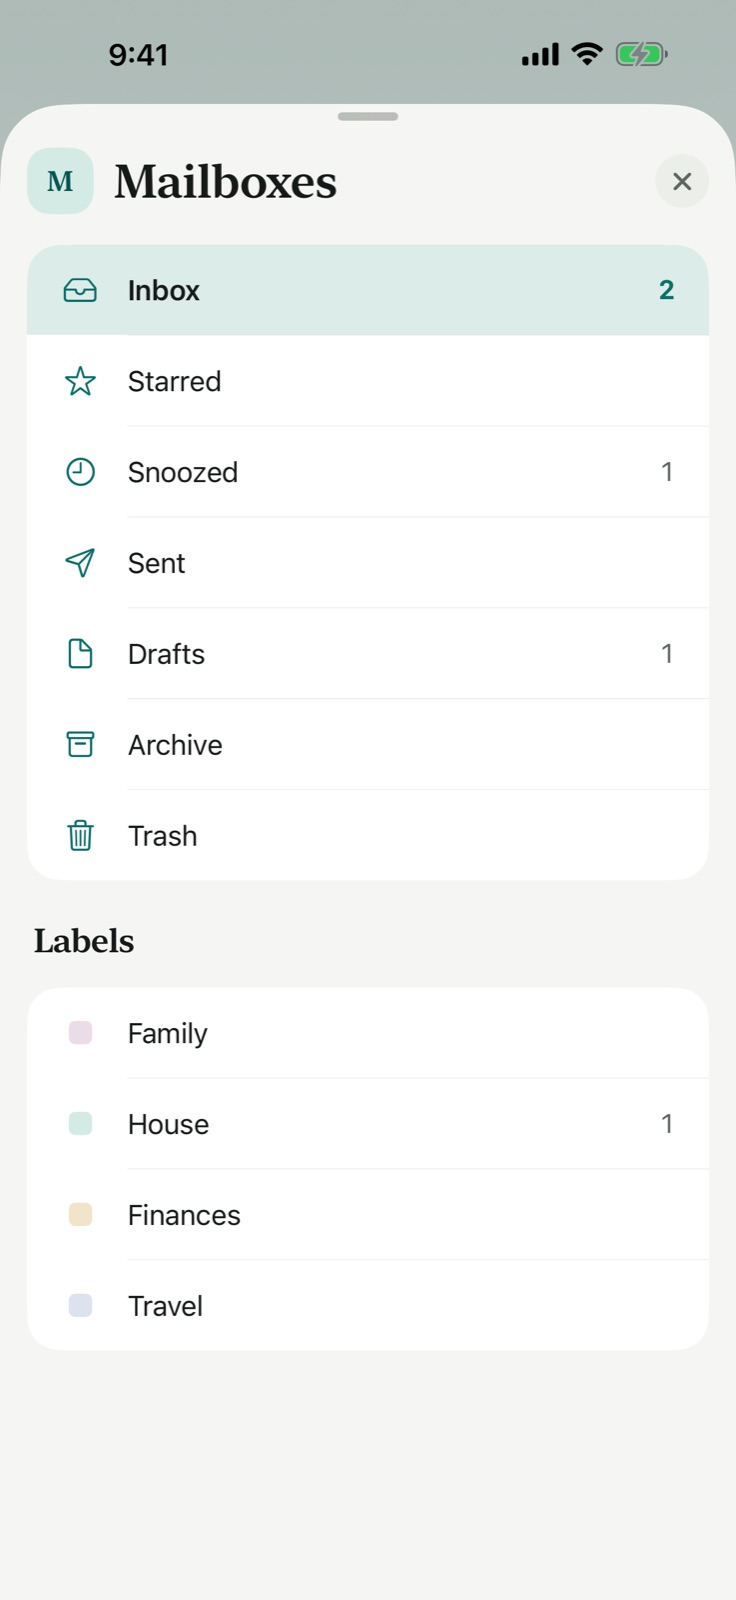 9:41
M Mailboxes
Inbox 2
Starred
Snoozed 1
Sent
Drafts 1
Archive
Trash
Labels
Family
House 1
Finances
Travel